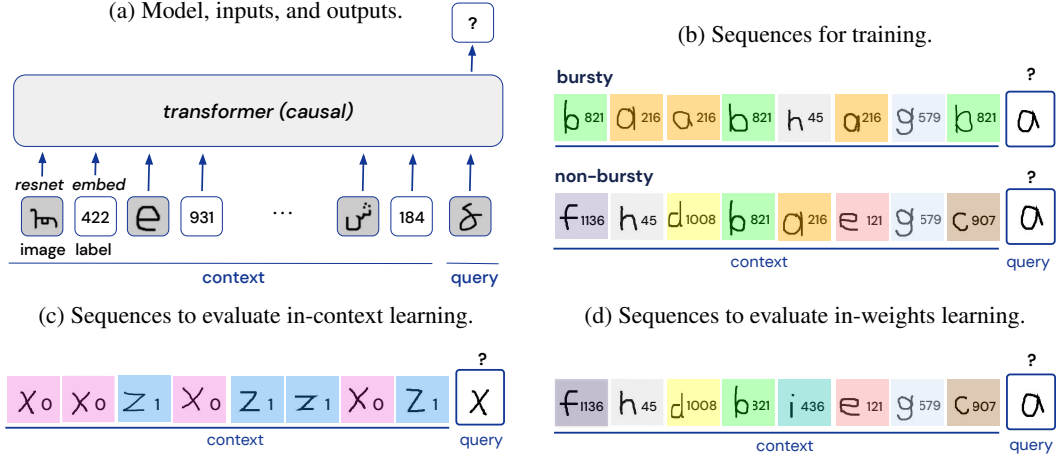 (a) Model, inputs, and outputs.
?
transformer (causal)
resnet embed
422 e 931 ... 184 δ
image label
context query
(b) Sequences for training.
bursty ?
b 821 a 216 a 216 b 821 h 45 a 216 g 579 b 821 a
non-bursty ?
f 1136 h 45 d 1008 b 821 a 216 e 121 g 579 c 907 a
context query
(c) Sequences to evaluate in-context learning.
?
x 0 x 0 z 1 x 0 z 1 z 1 x 0 z 1 x
context query
(d) Sequences to evaluate in-weights learning.
?
f 1136 h 45 d 1008 b 821 i 436 e 121 g 579 c 907 a
context query